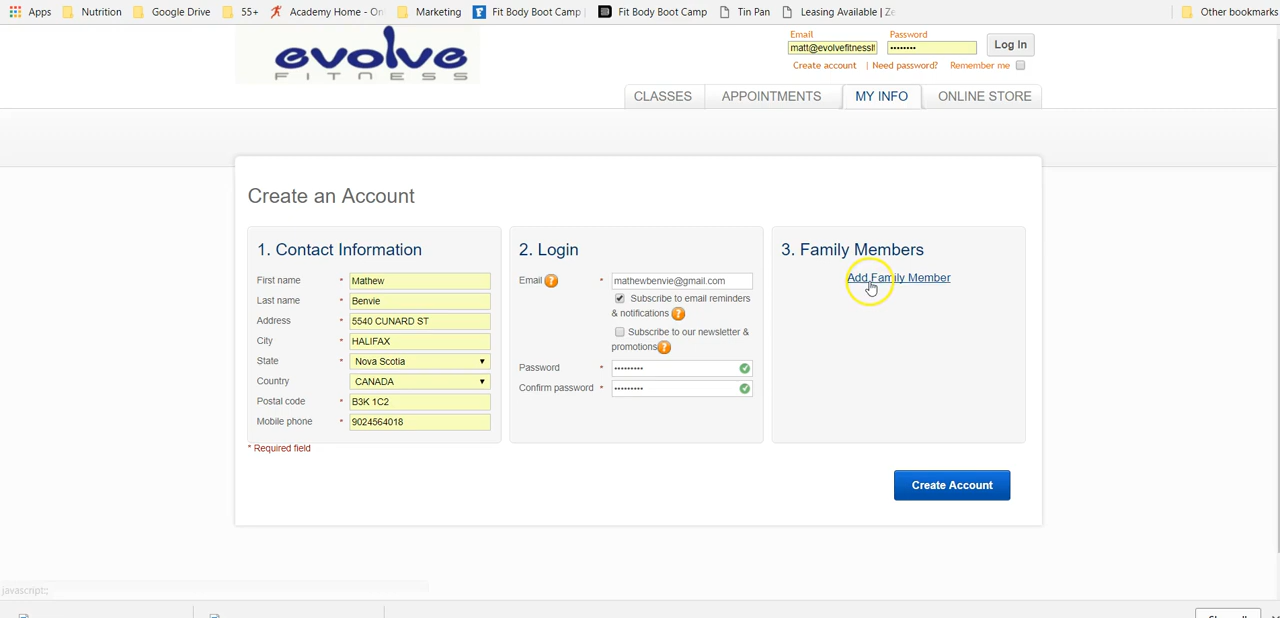 Apps Nutrition Google Drive 55+ Academy Home - On Marketing Fit Body Boot Camp Fit Body Boot Camp Tin Pan Leasing Available | Ze Other bookmarks
evolve
FITNESS
Email Password
matt@evolvefitnessh •••••••• Log In
Create account | Need password? Remember me
CLASSES APPOINTMENTS MY INFO ONLINE STORE
Create an Account
1. Contact Information
First name * Mathew
Last name * Benvie
Address * 5540 CUNARD ST
City * HALIFAX
State * Nova Scotia
Country * CANADA
Postal code * B3K 1C2
Mobile phone * 9024564018
* Required field
2. Login
Email ? * mathewbenvie@gmail.com
Subscribe to email reminders
& notifications ?
Subscribe to our newsletter &
promotions ?
Password * •••••••••
Confirm password * •••••••••
3. Family Members
Add Family Member
Create Account
javascript:;